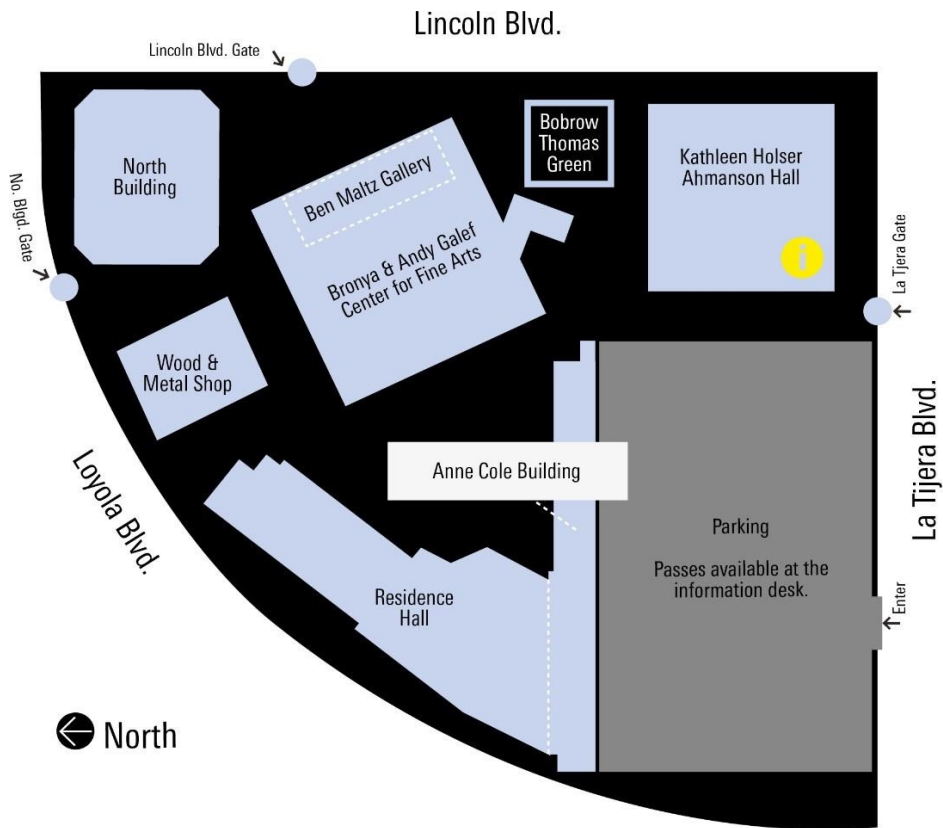 Lincoln Blvd.
Lincoln Blvd. Gate
Bobrow
Thomas
Green
North
Building
Ben Maltz Gallery
Kathleen Holser
Ahmanson Hall
i
No. Blgd. Gate
Bronya & Andy Galef
Center for Fine Arts
La Tjera Gate
Wood &
Metal Shop
Anne Cole Building
Loyola Blvd.
La Tijera Blvd.
Parking
Passes available at the
information desk.
Residence
Hall
Enter
North